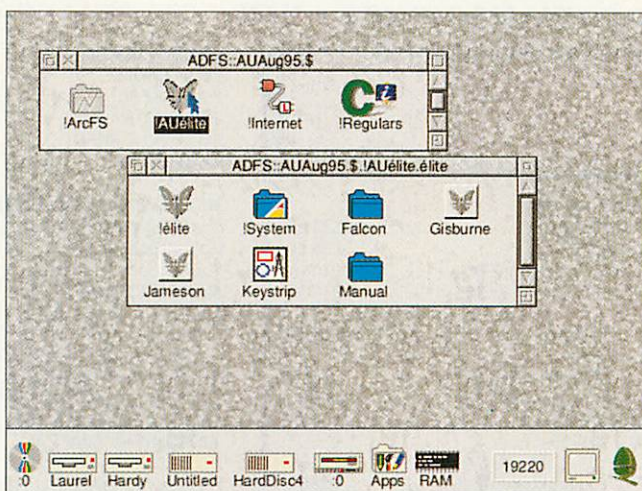 ADFS::AUAug95.$
!ArcFS !AUélite !Internet !Regulars
ADFS::AUAug95.$.!AUélite.élite
!élite !System Falcon Gisburne
Jameson Keystrip Manual
:0 Laurel Hardy Untitled HardDisc4 :0 Apps RAM 19220